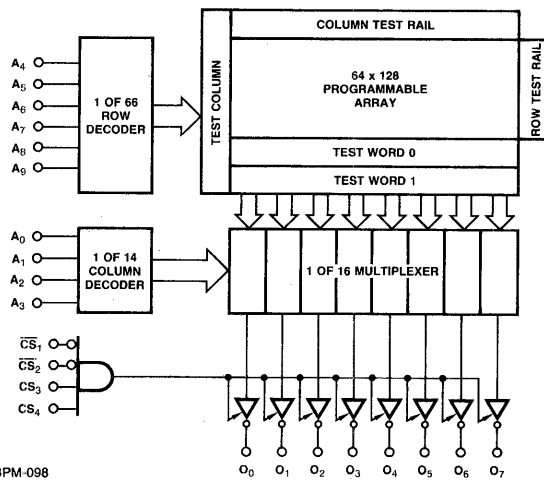 COLUMN TEST RAIL
A4
A5
A6
A7
A8
A9
1 OF 66
ROW
DECODER
TEST COLUMN
64 x 128
PROGRAMMABLE
ARRAY
ROW TEST RAIL
TEST WORD 0
TEST WORD 1
A0
A1
A2
A3
1 OF 14
COLUMN
DECODER
1 OF 16 MULTIPLEXER
CS1
CS2
CS3
CS4
BPM-098
O0 O1 O2 O3 O4 O5 O6 O7